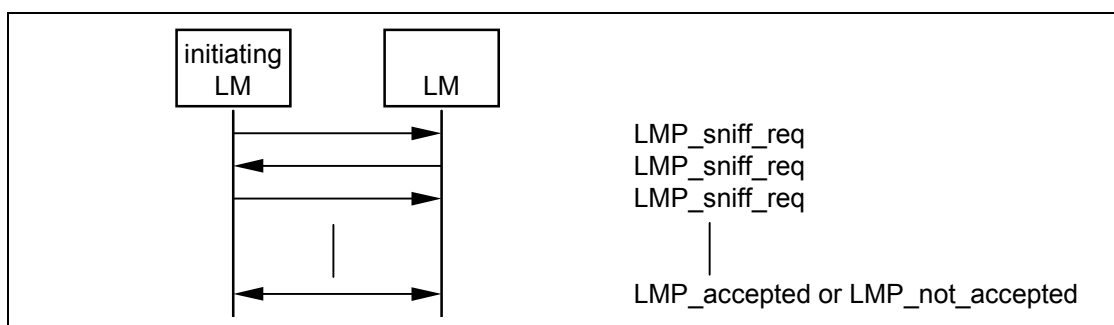 initiating
LM
LM
LMP_sniff_req
LMP_sniff_req
LMP_sniff_req
LMP_accepted or LMP_not_accepted